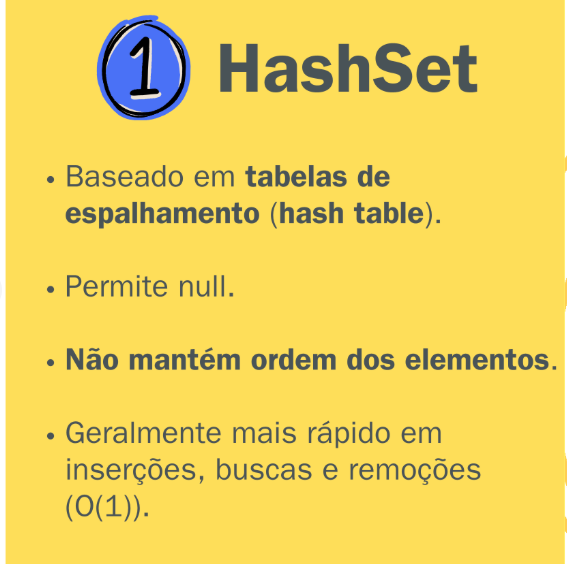 1 HashSet
• Baseado em tabelas de
espalhamento (hash table).
• Permite null.
• Não mantém ordem dos elementos.
• Geralmente mais rápido em
inserções, buscas e remoções
(O(1)).